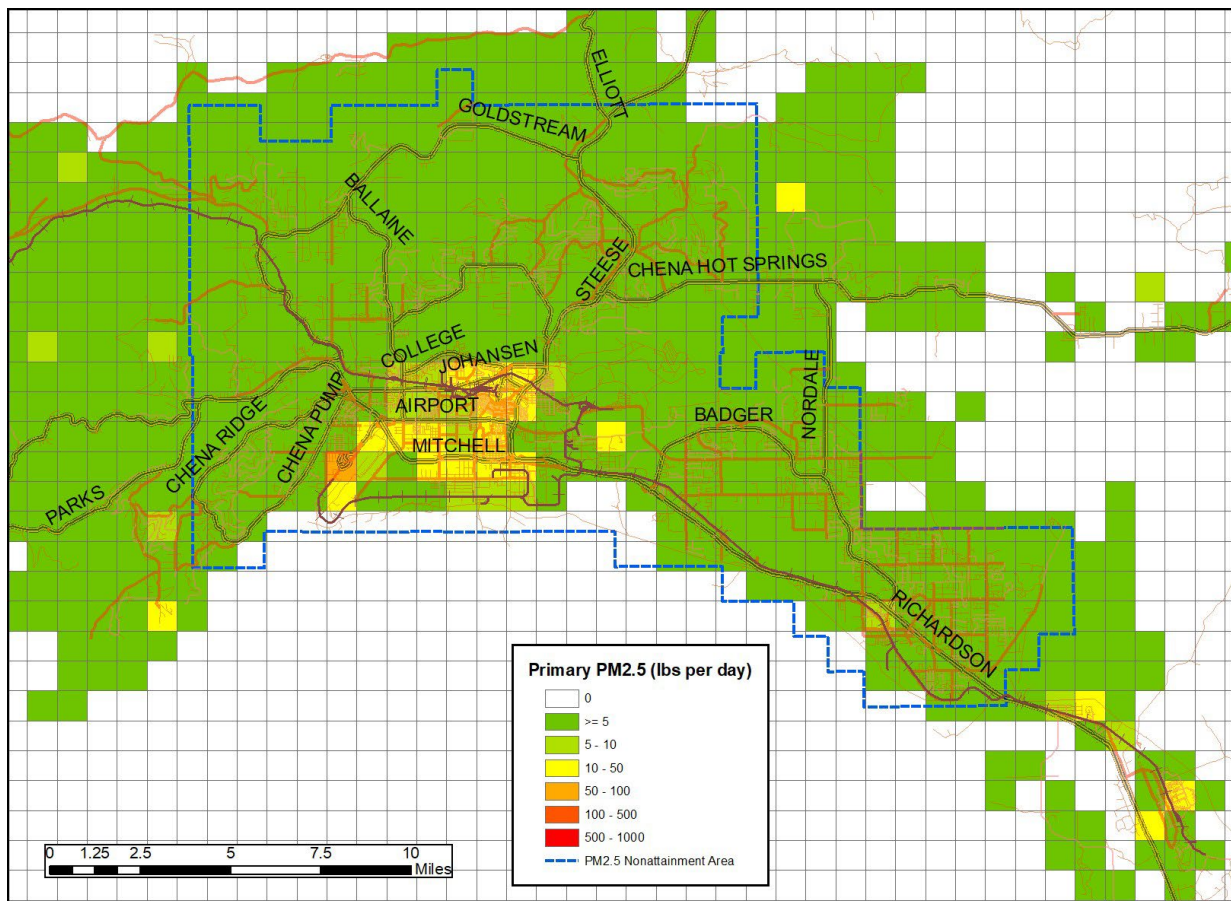 ELLIOTT
GOLDSTREAM
BALLAINE
STEESE
CHENA HOT SPRINGS
COLLEGE
JOHANSEN
NORDALE
CHENA PUMP
AIRPORT
BADGER
CHENA RIDGE
MITCHELL
PARKS
RICHARDSON
Primary PM2.5 (lbs per day)
0
>= 5
5 - 10
10 - 50
50 - 100
100 - 500
500 - 1000
PM2.5 Nonattainment Area
0 1.25 2.5 5 7.5 10
Miles